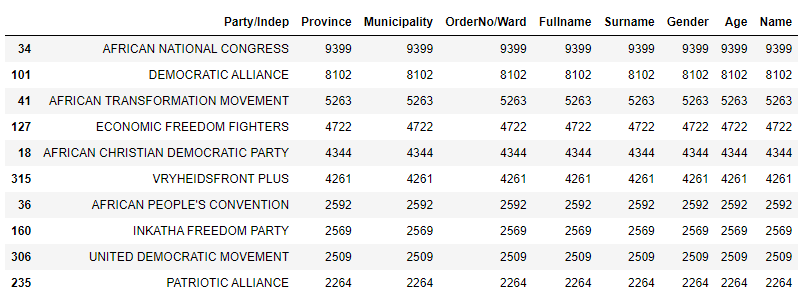 Party/Indep Province Municipality OrderNo/Ward Fullname Surname Gender Age Name
34 AFRICAN NATIONAL CONGRESS 9399 9399 9399 9399 9399 9399 9399 9399
101 DEMOCRATIC ALLIANCE 8102 8102 8102 8102 8102 8102 8102 8102
41 AFRICAN TRANSFORMATION MOVEMENT 5263 5263 5263 5263 5263 5263 5263 5263
127 ECONOMIC FREEDOM FIGHTERS 4722 4722 4722 4722 4722 4722 4722 4722
18 AFRICAN CHRISTIAN DEMOCRATIC PARTY 4344 4344 4344 4344 4344 4344 4344 4344
315 VRYHEIDSFRONT PLUS 4261 4261 4261 4261 4261 4261 4261 4261
36 AFRICAN PEOPLE'S CONVENTION 2592 2592 2592 2592 2592 2592 2592 2592
160 INKATHA FREEDOM PARTY 2569 2569 2569 2569 2569 2569 2569 2569
306 UNITED DEMOCRATIC MOVEMENT 2509 2509 2509 2509 2509 2509 2509 2509
235 PATRIOTIC ALLIANCE 2264 2264 2264 2264 2264 2264 2264 2264